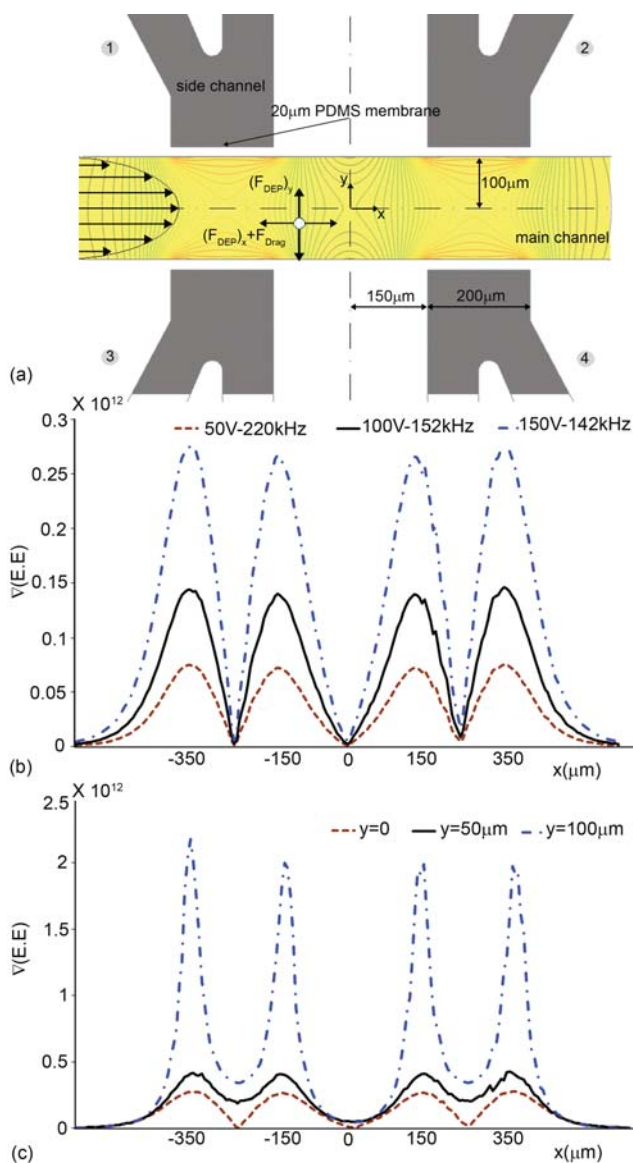 1
2
side channel
20μm PDMS membrane
(F_DEP)_y
y
x
100μm
(F_DEP)_x+F_Drag
main channel
150μm
200μm
3
4
(a)
X 10^12
0.3
50V-220kHz
100V-152kHz
150V-142kHz
0.25
0.2
∇(E.E)
0.15
0.1
0.05
0
-350
-150
0
150
350
x(μm)
(b)
X 10^12
2.5
y=0
y=50μm
y=100μm
2
1.5
∇(E.E)
1
0.5
0
-350
-150
0
150
350
x(μm)
(c)